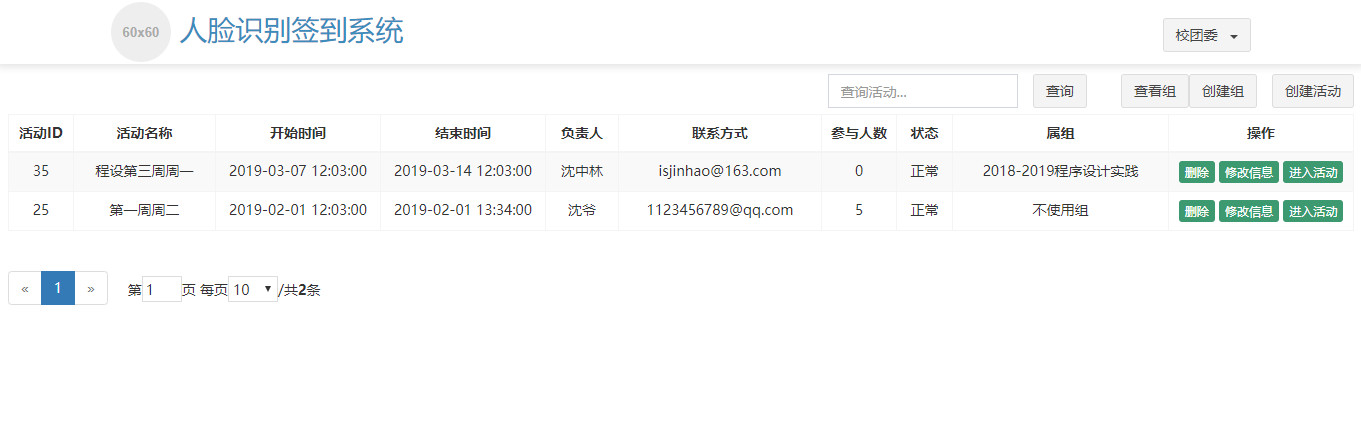 60x60 人脸识别签到系统 校团委
查询活动... 查询 查看组 创建组 创建活动
活动ID 活动名称 开始时间 结束时间 负责人 联系方式 参与人数 状态 属组 操作
35 程设第三周周一 2019-03-07 12:03:00 2019-03-14 12:03:00 沈中林 isjinhao@163.com 0 正常 2018-2019程序设计实践 删除 修改信息 进入活动
25 第一周周二 2019-02-01 12:03:00 2019-02-01 13:34:00 沈爷 1123456789@qq.com 5 正常 不使用组 删除 修改信息 进入活动
« 1 » 第1页 每页10/共2条